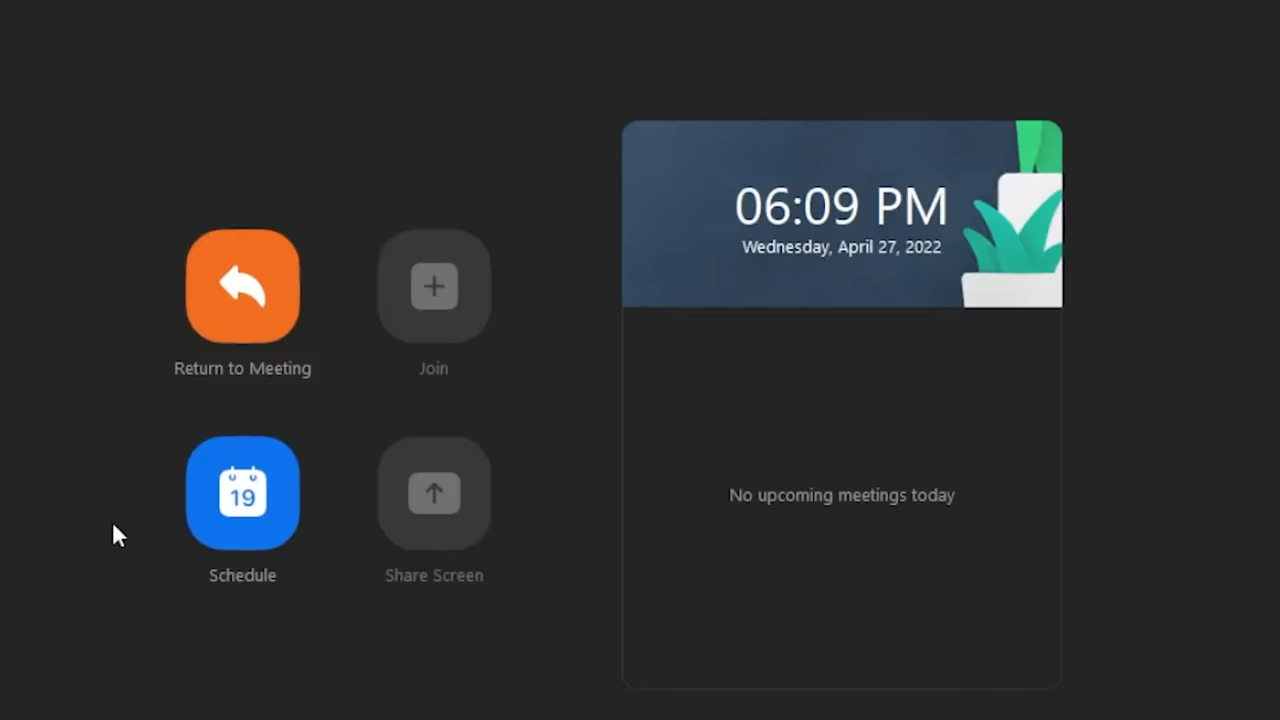 06:09 PM
Wednesday, April 27, 2022
Return to Meeting
Join
19
Schedule
Share Screen
No upcoming meetings today